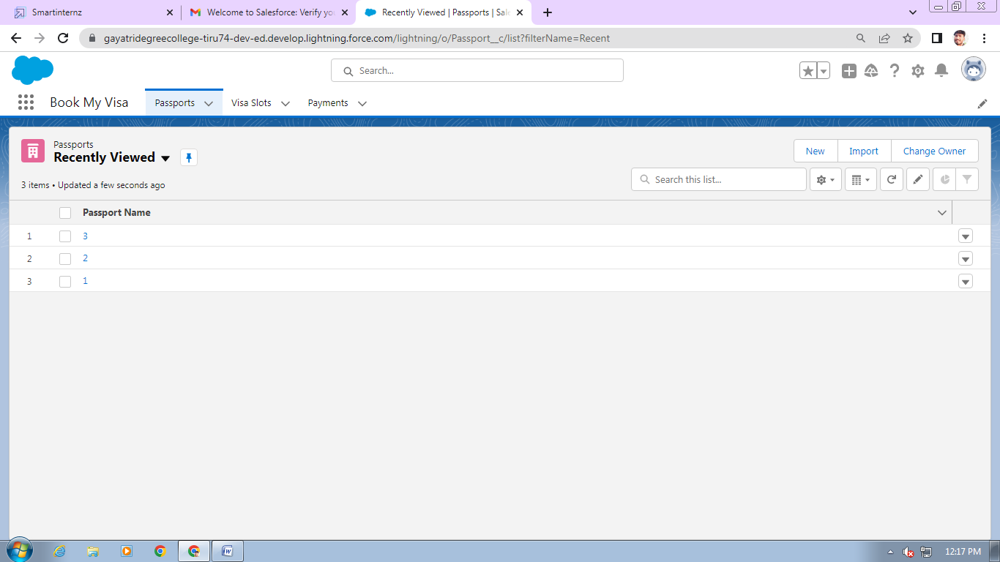 Smartinternz
Welcome to Salesforce: Verify yo
Recently Viewed | Passports | Sale
gayatridegreecollege-tiru74-dev-ed.develop.lightning.force.com/lightning/o/Passport__c/list?filterName=Recent
Search...
Book My Visa
Passports
Visa Slots
Payments
Passports
Recently Viewed
New
Import
Change Owner
3 items • Updated a few seconds ago
Search this list...
Passport Name
1 3
2 2
3 1
12:17 PM